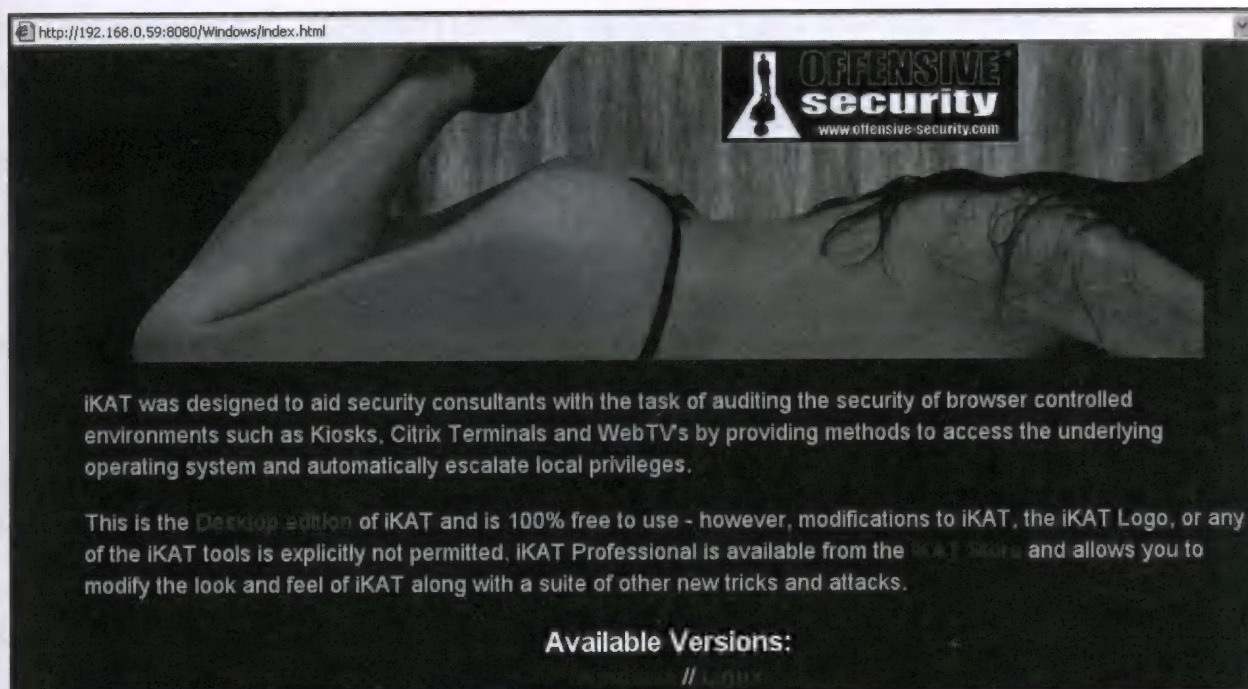 http://192.168.0.59:8080/Windows/index.html
OFFENSIVE
security
www.offensive-security.com
iKAT was designed to aid security consultants with the task of auditing the security of browser controlled
environments such as Kiosks, Citrix Terminals and WebTV's by providing methods to access the underlying
operating system and automatically escalate local privileges.
This is the Desktop edition of iKAT and is 100% free to use - however, modifications to iKAT, the iKAT Logo, or any
of the iKAT tools is explicitly not permitted, iKAT Professional is available from the iKAT Store and allows you to
modify the look and feel of iKAT along with a suite of other new tricks and attacks.
Available Versions:
// Linux